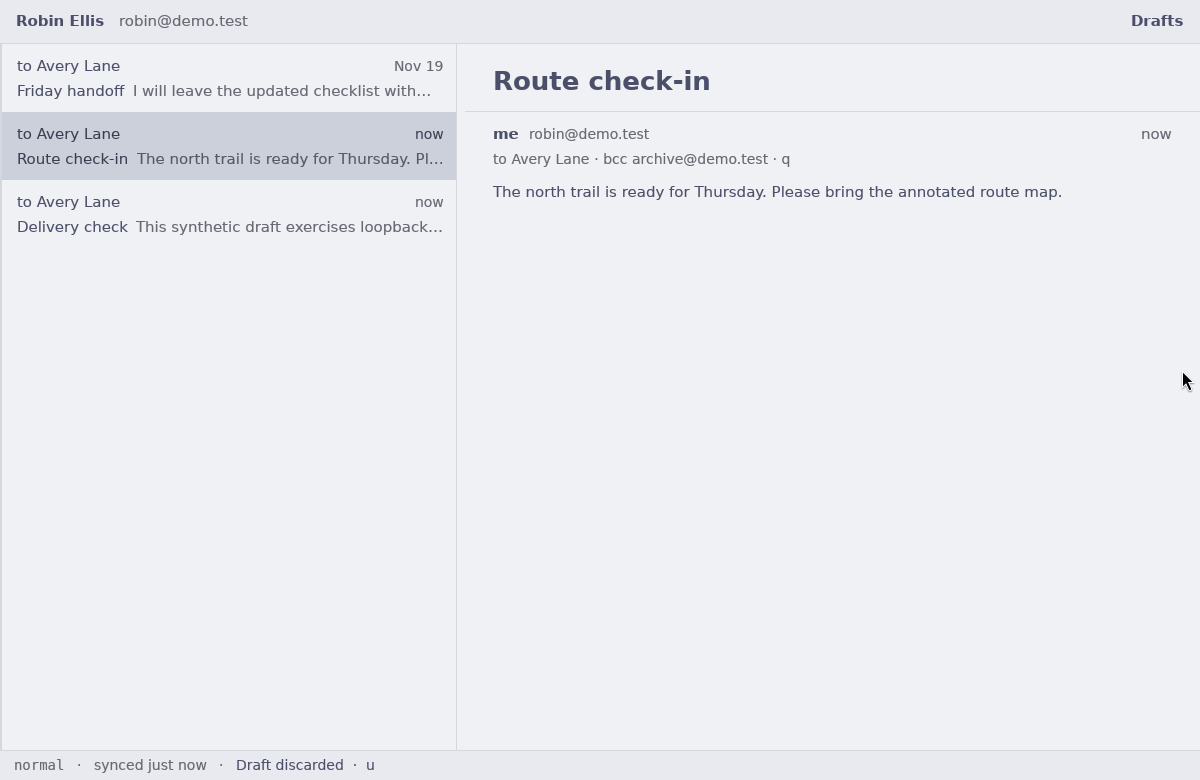 Robin Ellis robin@demo.test Drafts
to Avery Lane Nov 19
Friday handoff I will leave the updated checklist with…
to Avery Lane now
Route check-in The north trail is ready for Thursday. Pl…
to Avery Lane now
Delivery check This synthetic draft exercises loopback…
Route check-in
me robin@demo.test now
to Avery Lane · bcc archive@demo.test · q
The north trail is ready for Thursday. Please bring the annotated route map.
normal · synced just now · Draft discarded · u